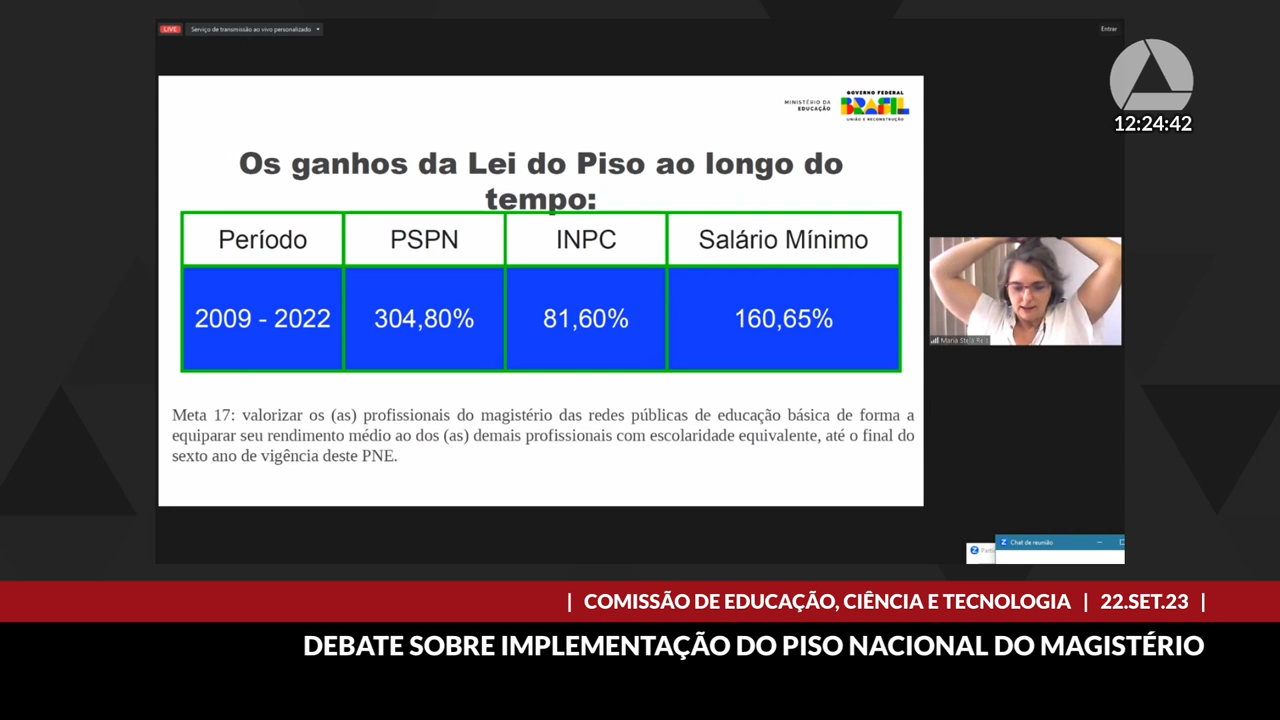 LIVE
Serviço de transmissão ao vivo personalizado
Entrar
12:24:42
MINISTÉRIO DA
EDUCAÇÃO
GOVERNO FEDERAL
BRASIL
UNIÃO E RECONSTRUÇÃO
Os ganhos da Lei do Piso ao longo do
tempo:
Período PSPN INPC Salário Mínimo
2009 - 2022 304,80% 81,60% 160,65%
Meta 17: valorizar os (as) profissionais do magistério das redes públicas de educação básica de forma a
equiparar seu rendimento médio ao dos (as) demais profissionais com escolaridade equivalente, até o final do
sexto ano de vigência deste PNE.
Maria
Chat de reunião
| COMISSÃO DE EDUCAÇÃO, CIÊNCIA E TECNOLOGIA | 22.SET.23 |
DEBATE SOBRE IMPLEMENTAÇÃO DO PISO NACIONAL DO MAGISTÉRIO